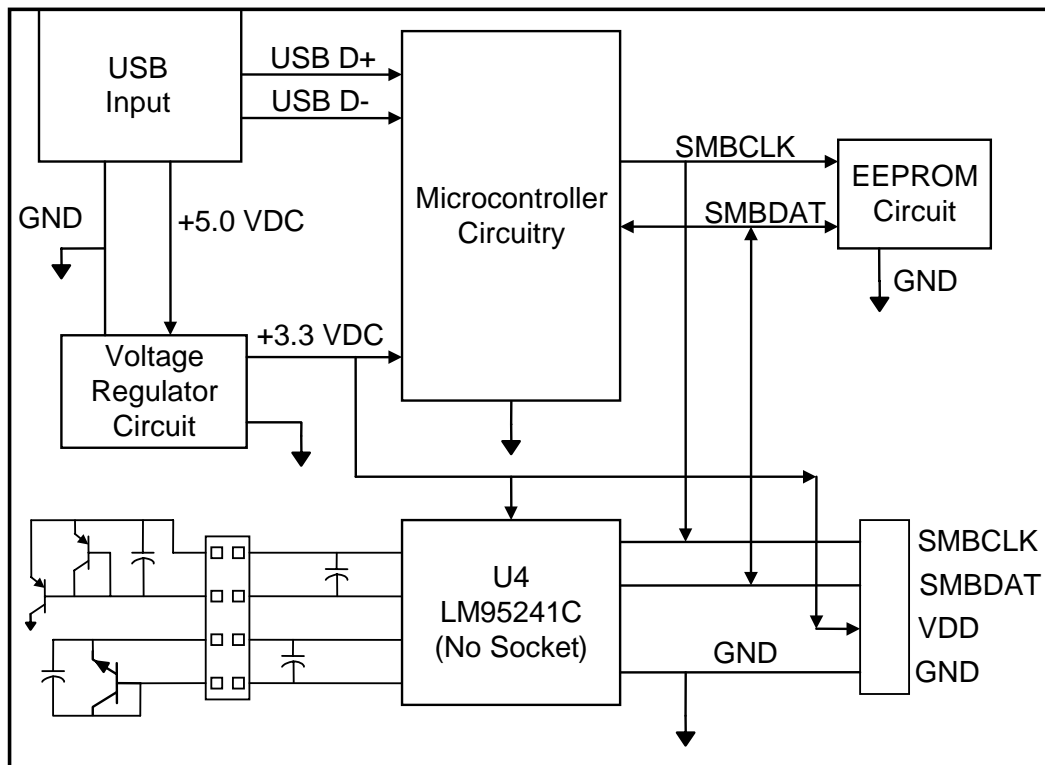 USB
Input
USB D+
USB D-
GND
+5.0 VDC
Microcontroller
Circuitry
SMBCLK
SMBDAT
EEPROM
Circuit
GND
Voltage
Regulator
Circuit
+3.3 VDC
U4
LM95241C
(No Socket)
GND
SMBCLK
SMBDAT
VDD
GND